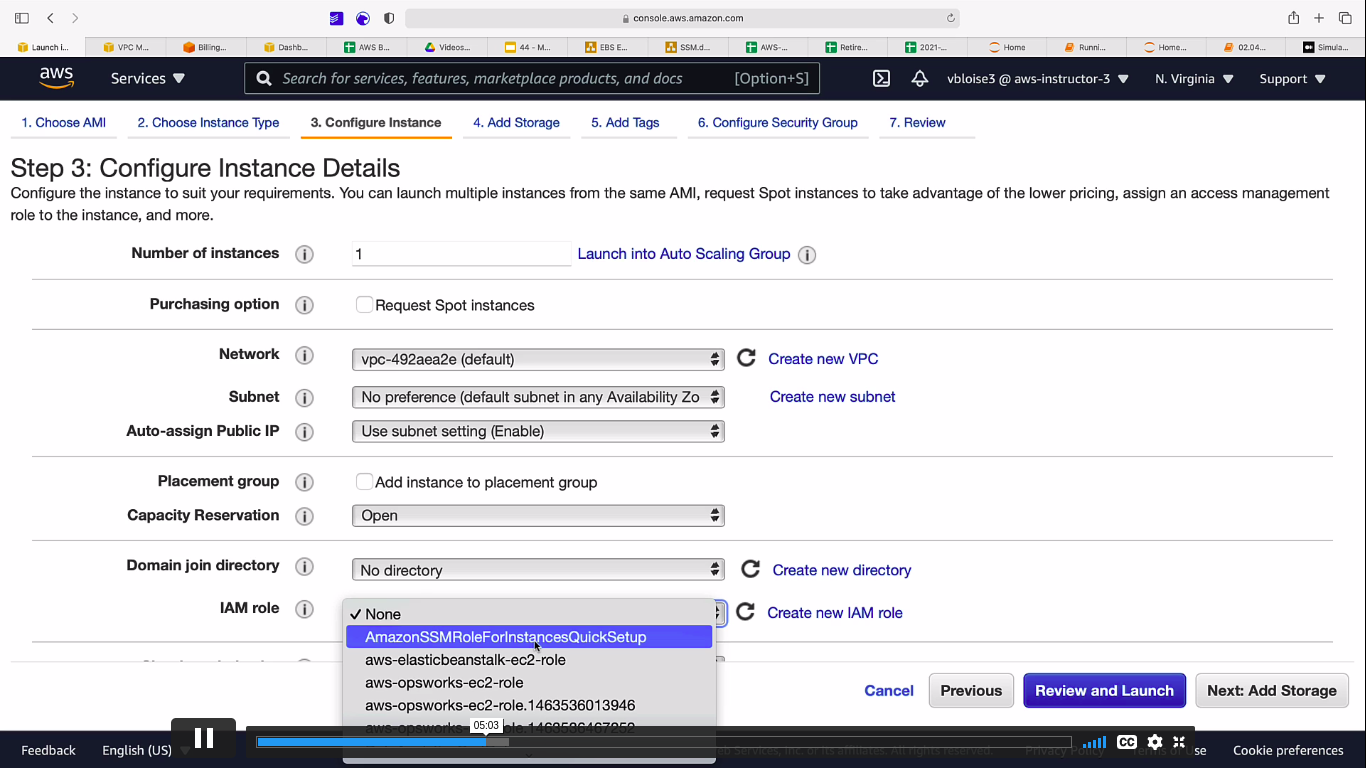 console.aws.amazon.com
Launch i...
VPC M...
Billing...
Dashb...
AWS B...
Videos...
44 - M...
EBS E...
SSM.d...
AWS-...
Retire...
2021-...
Home
Runni...
Home...
02.04...
Simula...
aws
Services
Search for services, features, marketplace products, and docs [Option+S]
vbloise3 @ aws-instructor-3
N. Virginia
Support
1. Choose AMI
2. Choose Instance Type
3. Configure Instance
4. Add Storage
5. Add Tags
6. Configure Security Group
7. Review
Step 3: Configure Instance Details
Configure the instance to suit your requirements. You can launch multiple instances from the same AMI, request Spot instances to take advantage of the lower pricing, assign an access management
role to the instance, and more.
Number of instances i 1 Launch into Auto Scaling Group i
Purchasing option i Request Spot instances
Network i vpc-492aea2e (default) Create new VPC
Subnet i No preference (default subnet in any Availability Zo Create new subnet
Auto-assign Public IP i Use subnet setting (Enable)
Placement group i Add instance to placement group
Capacity Reservation i Open
Domain join directory i No directory Create new directory
IAM role i None Create new IAM role
AmazonSSMRoleForInstancesQuickSetup
aws-elasticbeanstalk-ec2-role
aws-opsworks-ec2-role
aws-opsworks-ec2-role.1463536013946
Cancel
Previous
Review and Launch
Next: Add Storage
05:03
CC
Feedback
English (US)
Services, Inc. or its affiliates. All rights reserved.
Privacy
Use
Cookie preferences